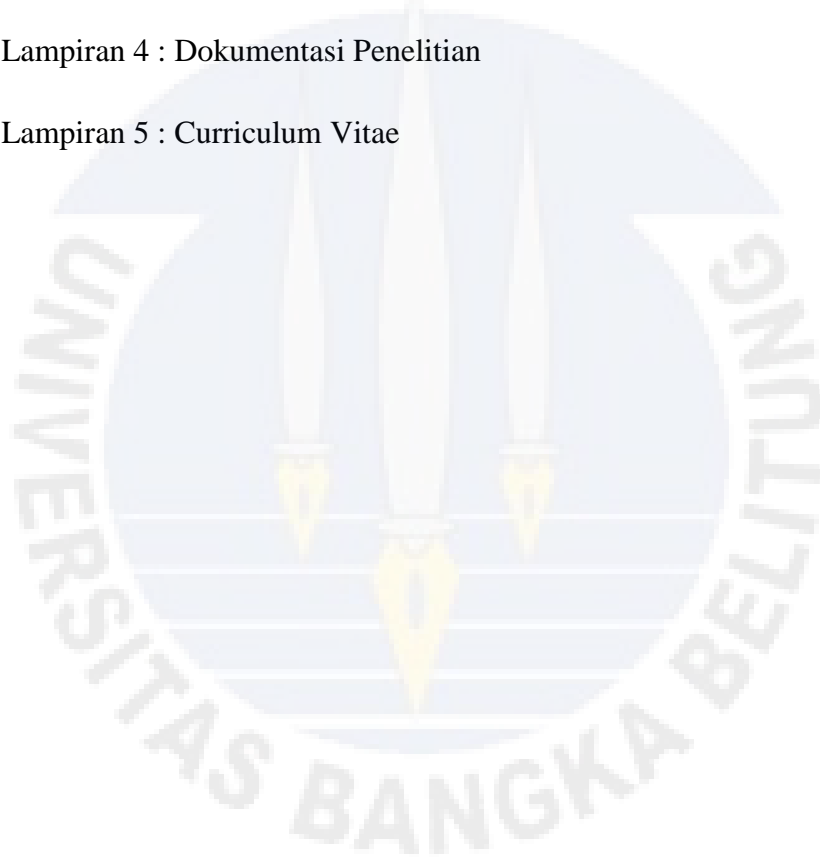 Lampiran 4 : Dokumentasi Penelitian
Lampiran 5 : Curriculum Vitae
UNIVERSITAS BANGKA BELITUNG